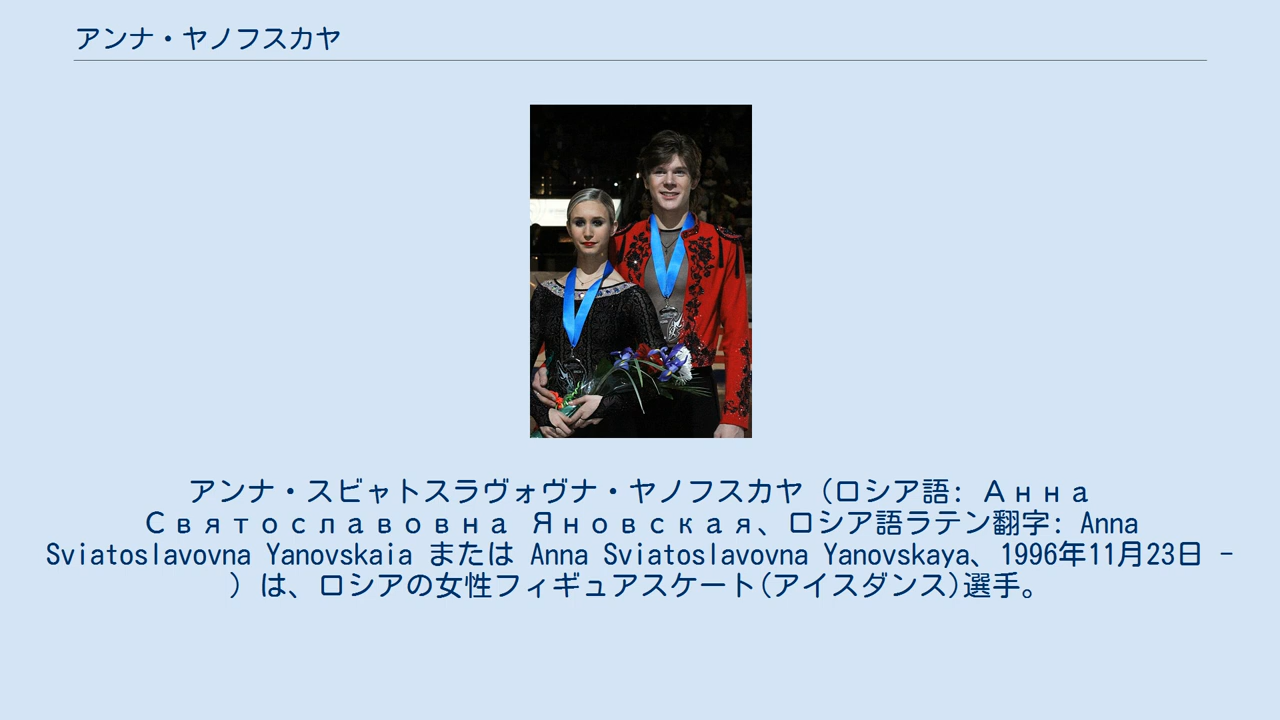 アンナ・ヤノフスカヤ
アンナ・スビャトスラヴォヴナ・ヤノフスカヤ（ロシア語: Анна
Святославовна Яновская、ロシア語ラテン翻字: Anna
Sviatoslavovna Yanovskaia または Anna Sviatoslavovna Yanovskaya、1996年11月23日 -
）は、ロシアの女性フィギュアスケート(アイスダンス)選手。